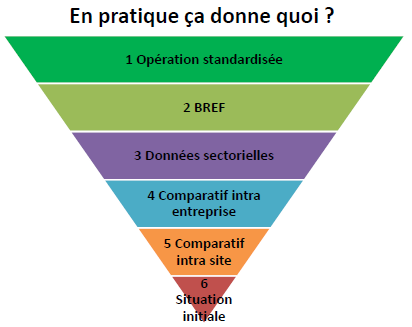 En pratique ça donne quoi ?
1 Opération standardisée
2 BREF
3 Données sectorielles
4 Comparatif intra
entreprise
5 Comparatif
intra site
6
Situation
initiale